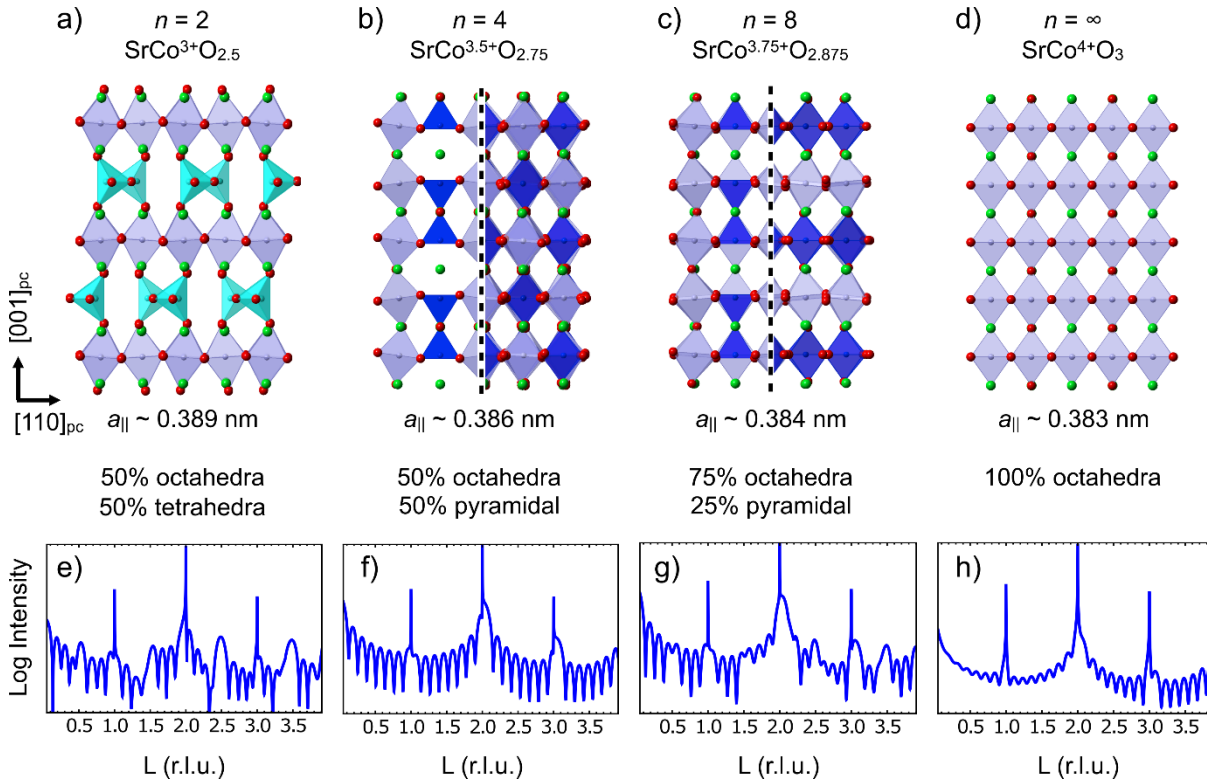 a) n = 2
SrCo³⁺O₂.₅
b) n = 4
SrCo³·⁵⁺O₂.₇₅
c) n = 8
SrCo³·⁷⁵⁺O₂.₈₇₅
d) n = ∞
SrCo⁴⁺O₃
[001]pc
[110]pc
a|| ~ 0.389 nm
a|| ~ 0.386 nm
a|| ~ 0.384 nm
a|| ~ 0.383 nm
50% octahedra
50% tetrahedra
50% octahedra
50% pyramidal
75% octahedra
25% pyramidal
100% octahedra
Log Intensity
e)
0.5 1.0 1.5 2.0 2.5 3.0 3.5
L (r.l.u.)
f)
0.5 1.0 1.5 2.0 2.5 3.0 3.5
L (r.l.u.)
g)
0.5 1.0 1.5 2.0 2.5 3.0 3.5
L (r.l.u.)
h)
0.5 1.0 1.5 2.0 2.5 3.0 3.5
L (r.l.u.)